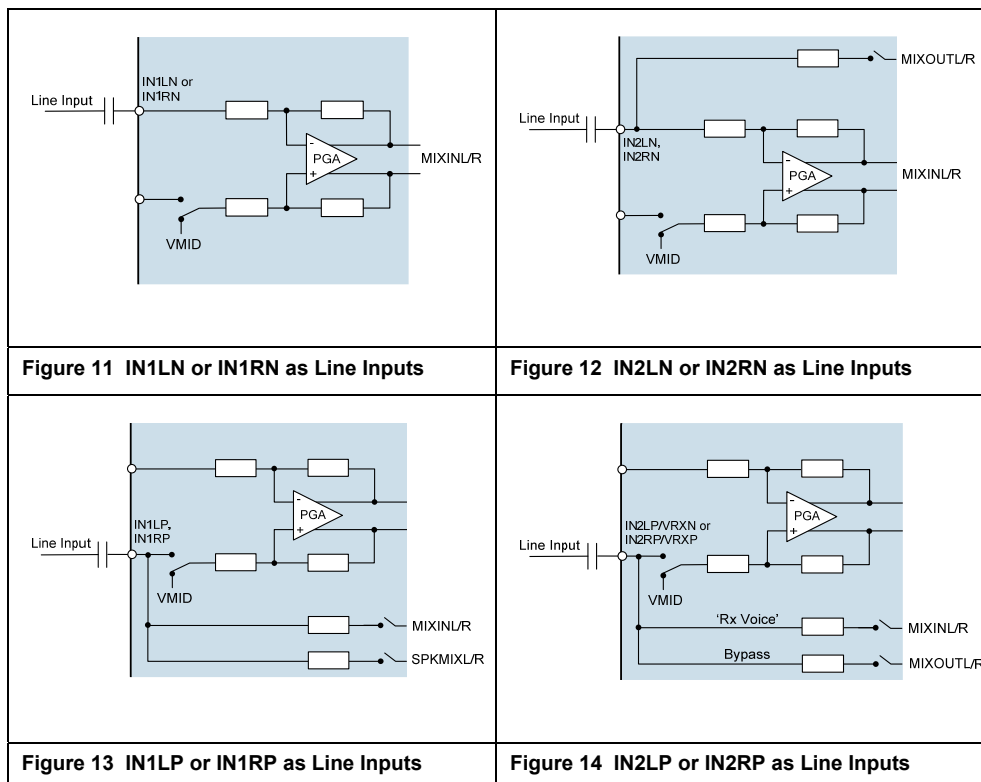 IN1LN or
IN1RN
Line Input
-
PGA
+
MIXINL/R
VMID
Figure 11 IN1LN or IN1RN as Line Inputs
MIXOUTL/R
Line Input
IN2LN,
IN2RN
-
PGA
+
MIXINL/R
VMID
Figure 12 IN2LN or IN2RN as Line Inputs
-
PGA
+
IN1LP,
IN1RP
Line Input
VMID
MIXINL/R
SPKMIXL/R
Figure 13 IN1LP or IN1RP as Line Inputs
-
PGA
+
IN2LP/VRXN or
IN2RP/VRXP
Line Input
VMID
'Rx Voice'
MIXINL/R
Bypass
MIXOUTL/R
Figure 14 IN2LP or IN2RP as Line Inputs